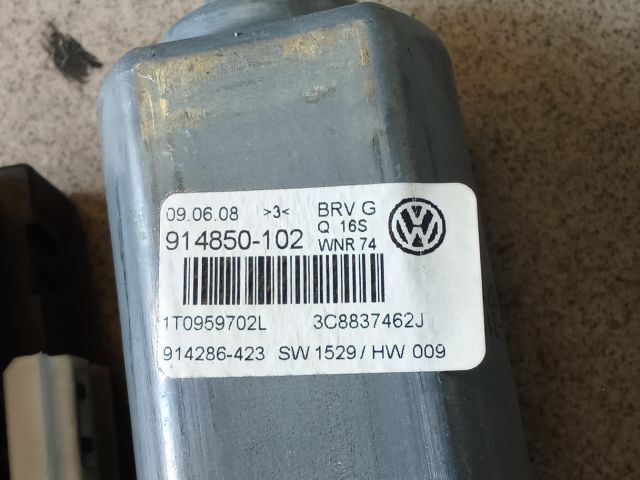 09.06.08 >3< BRV G
Q 16S
914850-102 WNR 74
1T0959702L 3C8837462J
914286-423 SW 1529 / HW 009